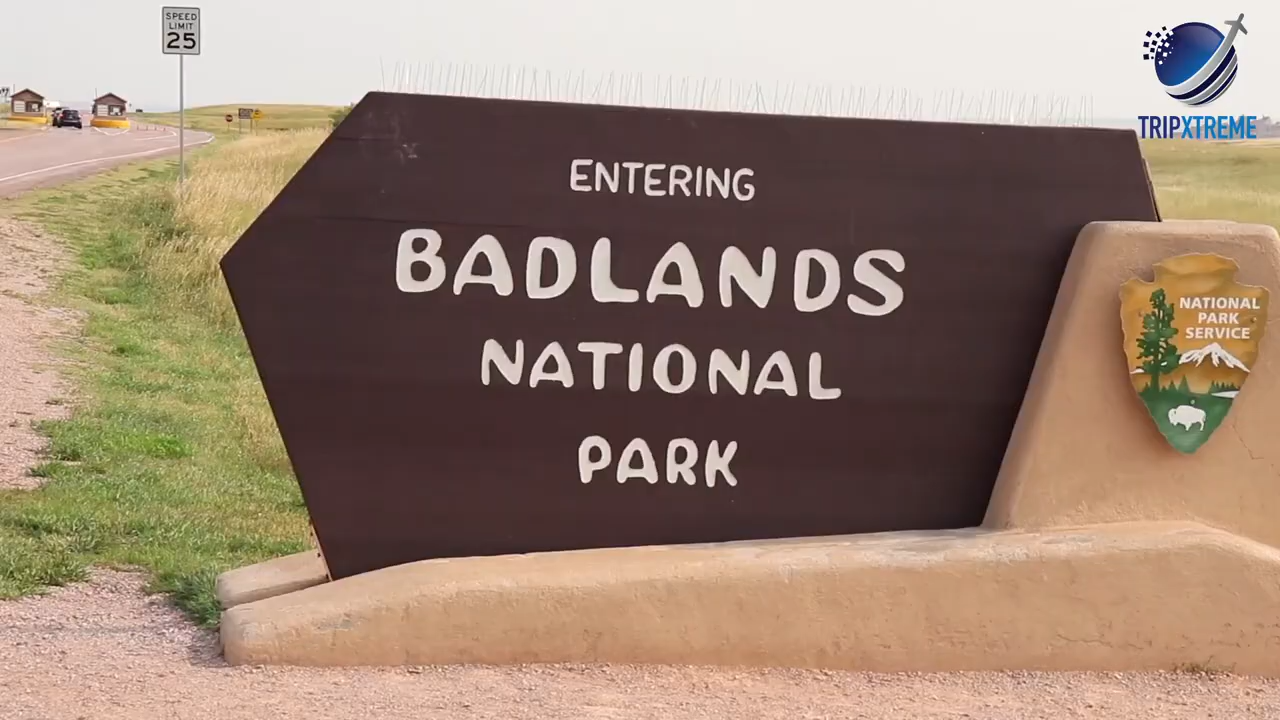 SPEED
LIMIT
25
TRIPXTREME
ENTERING
BADLANDS
NATIONAL
PARK
NATIONAL
PARK
SERVICE